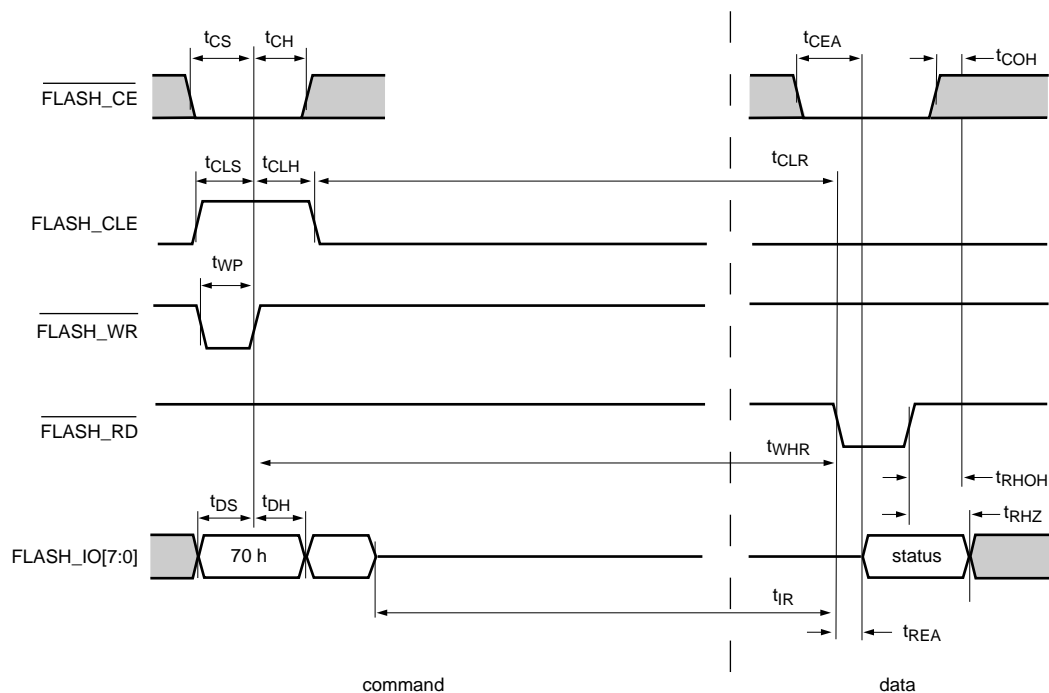 tCS tCH tCEA tCOH
FLASH_CE
tCLS tCLH tCLR
FLASH_CLE
tWP
FLASH_WR
FLASH_RD
tWHR
tRHOH
tDS tDH
tRHZ
FLASH_IO[7:0] 70 h status
tIR
tREA
command data